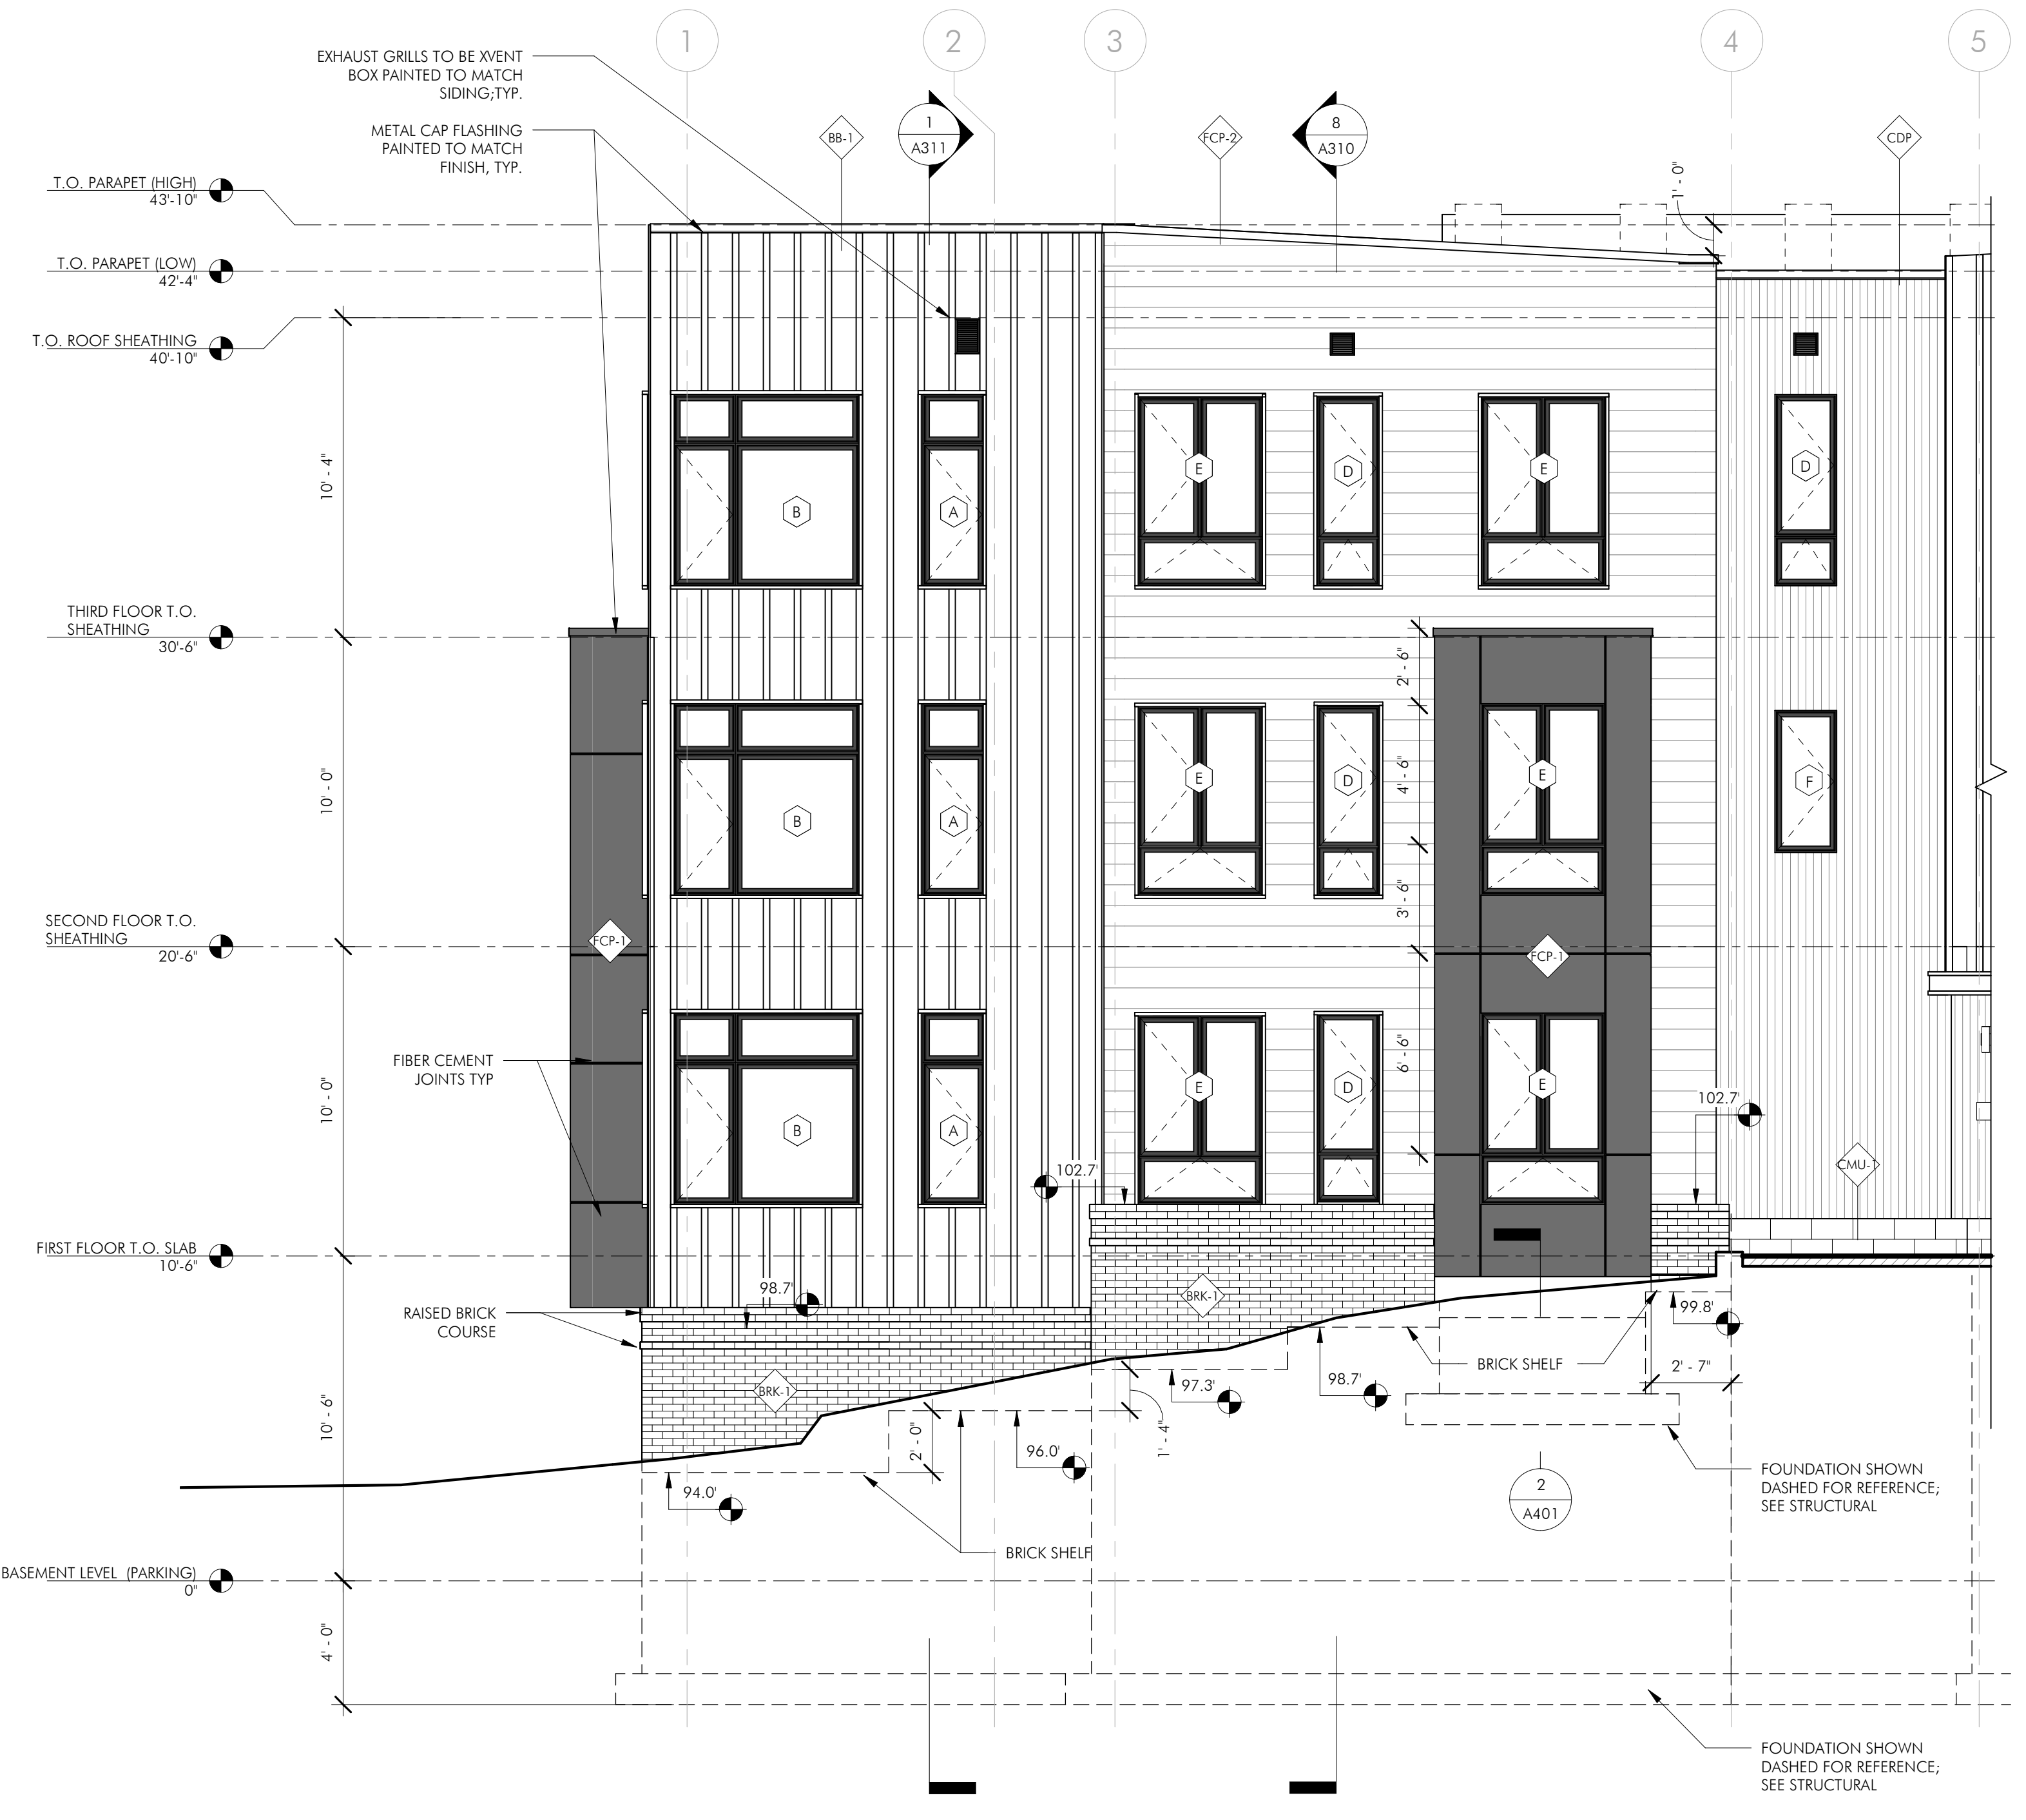 1
2
3
4
5
EXHAUST GRILLS TO BE XVENT
BOX PAINTED TO MATCH
SIDING;TYP.
METAL CAP FLASHING
PAINTED TO MATCH
FINISH, TYP.
BB-1
1
A311
FCP-2
8
A310
CDP
1' - 0"
T.O. PARAPET (HIGH)
43'-10"
T.O. PARAPET (LOW)
42'-4"
T.O. ROOF SHEATHING
40'-10"
10' - 4"
B
A
E
D
E
D
THIRD FLOOR T.O.
SHEATHING
30'-6"
2' - 6"
10' - 0"
B
A
E
D
4' - 6"
E
F
3' - 6"
SECOND FLOOR T.O.
SHEATHING
20'-6"
FCP-1
FCP-1
FIBER CEMENT
JOINTS TYP
10' - 0"
B
A
E
D
6' - 6"
E
102.7'
102.7'
CMU-1
FIRST FLOOR T.O. SLAB
10'-6"
RAISED BRICK
COURSE
98.7'
BRK-1
99.8'
BRICK SHELF
2' - 7"
BRK-1
97.3'
98.7'
10' - 6"
2' - 0"
96.0'
1' - 4"
94.0'
2
A401
FOUNDATION SHOWN
DASHED FOR REFERENCE;
SEE STRUCTURAL
BRICK SHELF
BASEMENT LEVEL (PARKING)
0"
4' - 0"
FOUNDATION SHOWN
DASHED FOR REFERENCE;
SEE STRUCTURAL